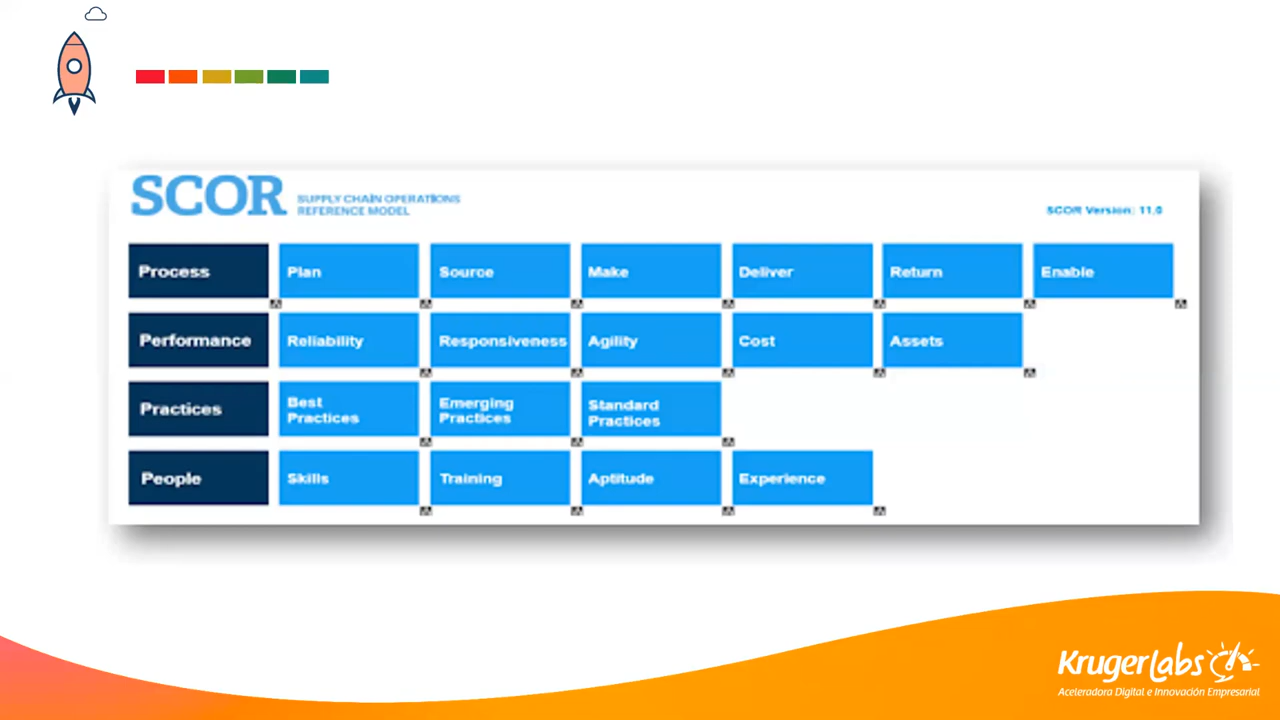 SCOR
SUPPLY CHAIN OPERATIONS
REFERENCE MODEL
SCOR Version: 11.0
Process Plan Source Make Deliver Return Enable
Performance Reliability Responsiveness Agility Cost Assets
Practices Best Practices Emerging Practices Standard Practices
People Skills Training Aptitude Experience
KrugerLabs
Aceleradora Digital e Innovación Empresarial